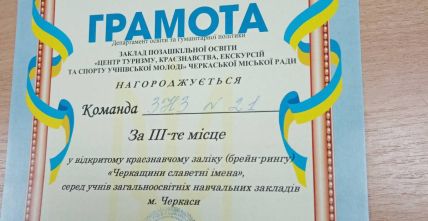 ГРАМОТА
Департамент освіти та гуманітарної політики
ЗАКЛАД ПОЗАШКІЛЬНОЇ ОСВІТИ
«ЦЕНТР ТУРИЗМУ, КРАЄЗНАВСТВА, ЕКСКУРСІЙ
ТА СПОРТУ УЧНІВСЬКОЇ МОЛОДІ» ЧЕРКАСЬКОЇ МІСЬКОЇ РАДИ
НАГОРОДЖУЄТЬСЯ
Команда ЗНЗ № 21
За III-те місце
у відкритому краєзнавчому заліку (брейн-рингу)
«Черкащини славетні імена»,
серед учнів загальноосвітніх навчальних закладів
м. Черкаси